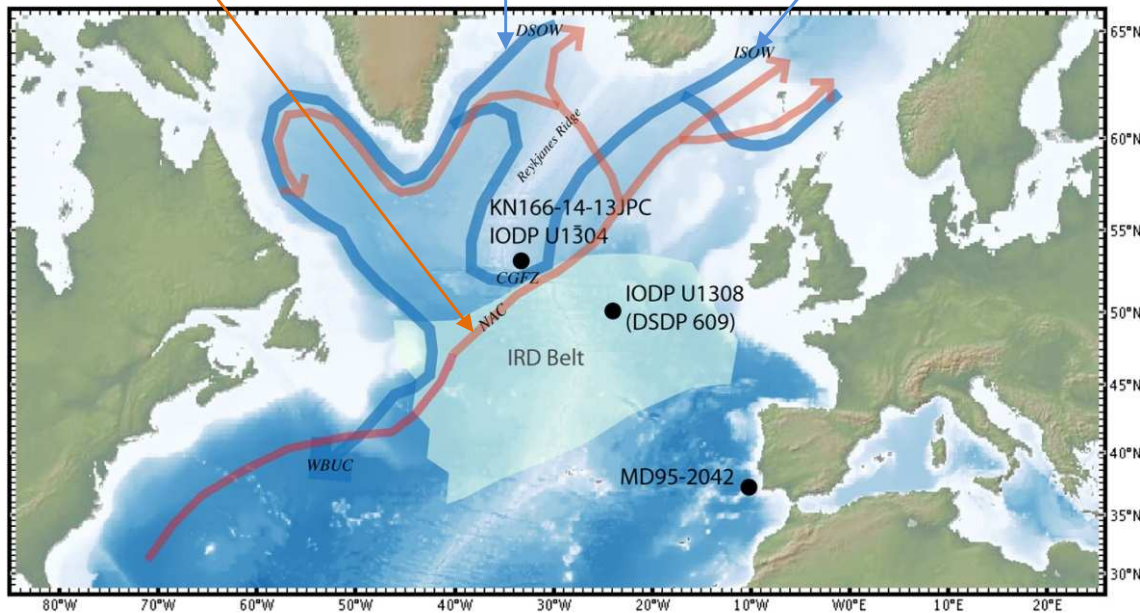 DSOW
ISOW
65°N
60°N
Reykjanes Ridge
KN166-14-13JPC
IODP U1304
55°N
CGFZ
IODP U1308
(DSDP 609)
50°N
NAC
IRD Belt
45°N
WBUC
MD95-2042
40°N
35°N
30°N
80°W
70°W
60°W
50°W
40°W
30°W
20°W
10°W
W0°E
10°E
20°E